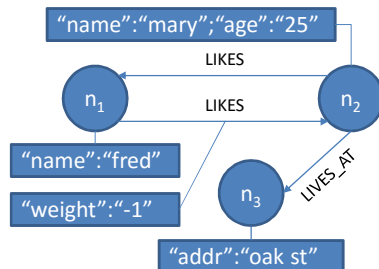 “name”:“mary”;“age”:“25”
LIKES
n1
LIKES
n2
“name”:“fred”
“weight”:“-1”
n3
LIVES_AT
“addr”:“oak st”